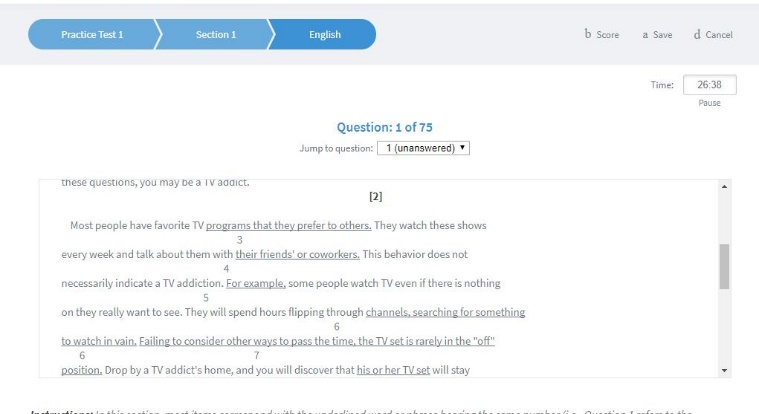 Practice Test 1
Section 1
English
b Score
a Save
d Cancel
Time: 26:38
Pause
Question: 1 of 75
Jump to question: 1 (unanswered)
these questions, you may be a TV addict.
[2]
Most people have favorite TV programs that they prefer to others. They watch these shows
3
every week and talk about them with their friends' or coworkers. This behavior does not
4
necessarily indicate a TV addiction. For example, some people watch TV even if there is nothing
5
on they really want to see. They will spend hours flipping through channels, searching for something
6
to watch in vain. Failing to consider other ways to pass the time, the TV set is rarely in the "off"
6 7
position. Drop by a TV addict's home, and you will discover that his or her TV set will stay
Instructions: In this section, most items correspond with the underlined word or phrase bearing the same number (i.e., Question 1 refers to the